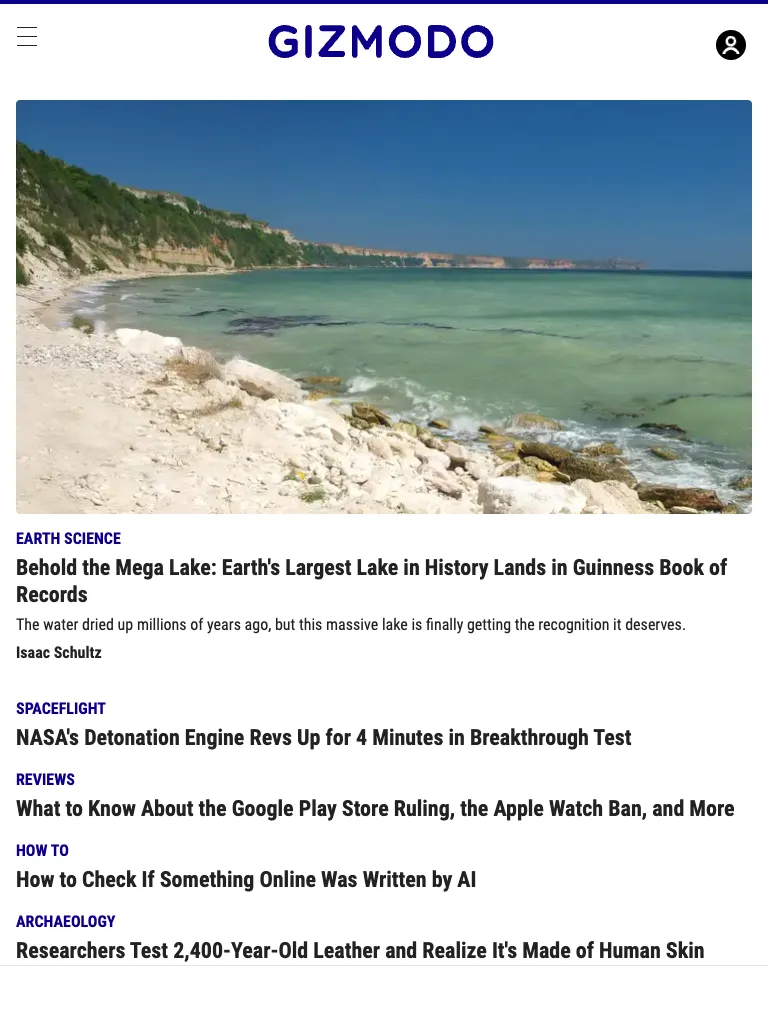 GIZMODO
EARTH SCIENCE
Behold the Mega Lake: Earth's Largest Lake in History Lands in Guinness Book of
Records
The water dried up millions of years ago, but this massive lake is finally getting the recognition it deserves.
Isaac Schultz
SPACEFLIGHT
NASA's Detonation Engine Revs Up for 4 Minutes in Breakthrough Test
REVIEWS
What to Know About the Google Play Store Ruling, the Apple Watch Ban, and More
HOW TO
How to Check If Something Online Was Written by AI
ARCHAEOLOGY
Researchers Test 2,400-Year-Old Leather and Realize It's Made of Human Skin